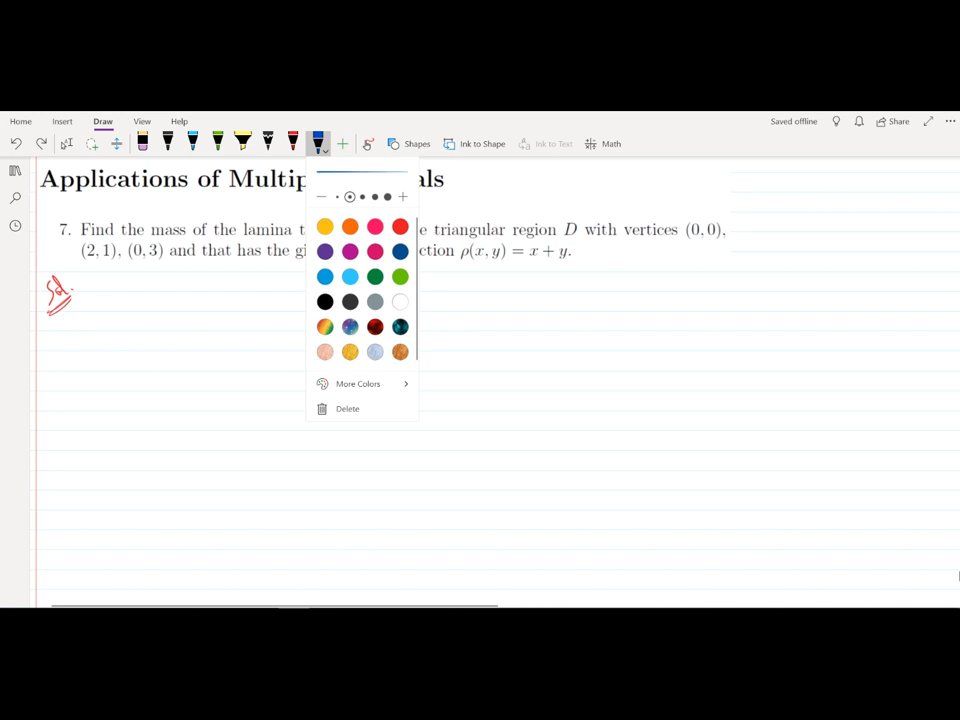 Home Insert Draw View Help Saved offline Share
Shapes Ink to Shape Ink to Text Math
Applications of Multip als
7. Find the mass of the lamina t e triangular region D with vertices (0, 0),
(2, 1), (0, 3) and that has the gi ction ρ(x, y) = x + y.
Sol.
More Colors
Delete